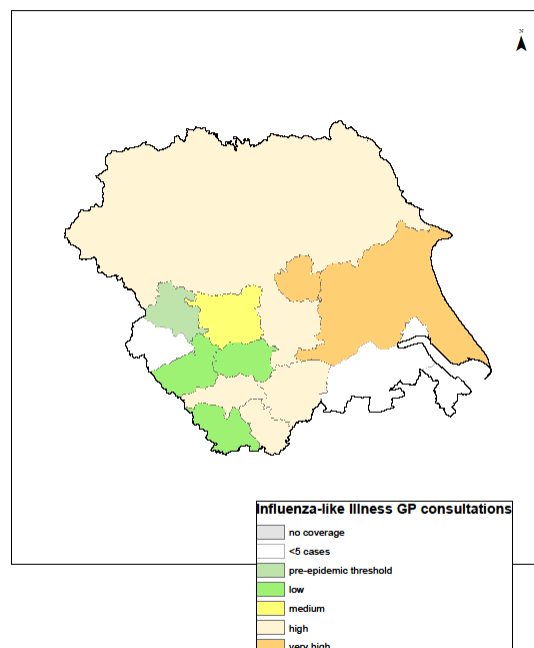 N
Influenza-like Illness GP consultations
no coverage
<5 cases
pre-epidemic threshold
low
medium
high
very high